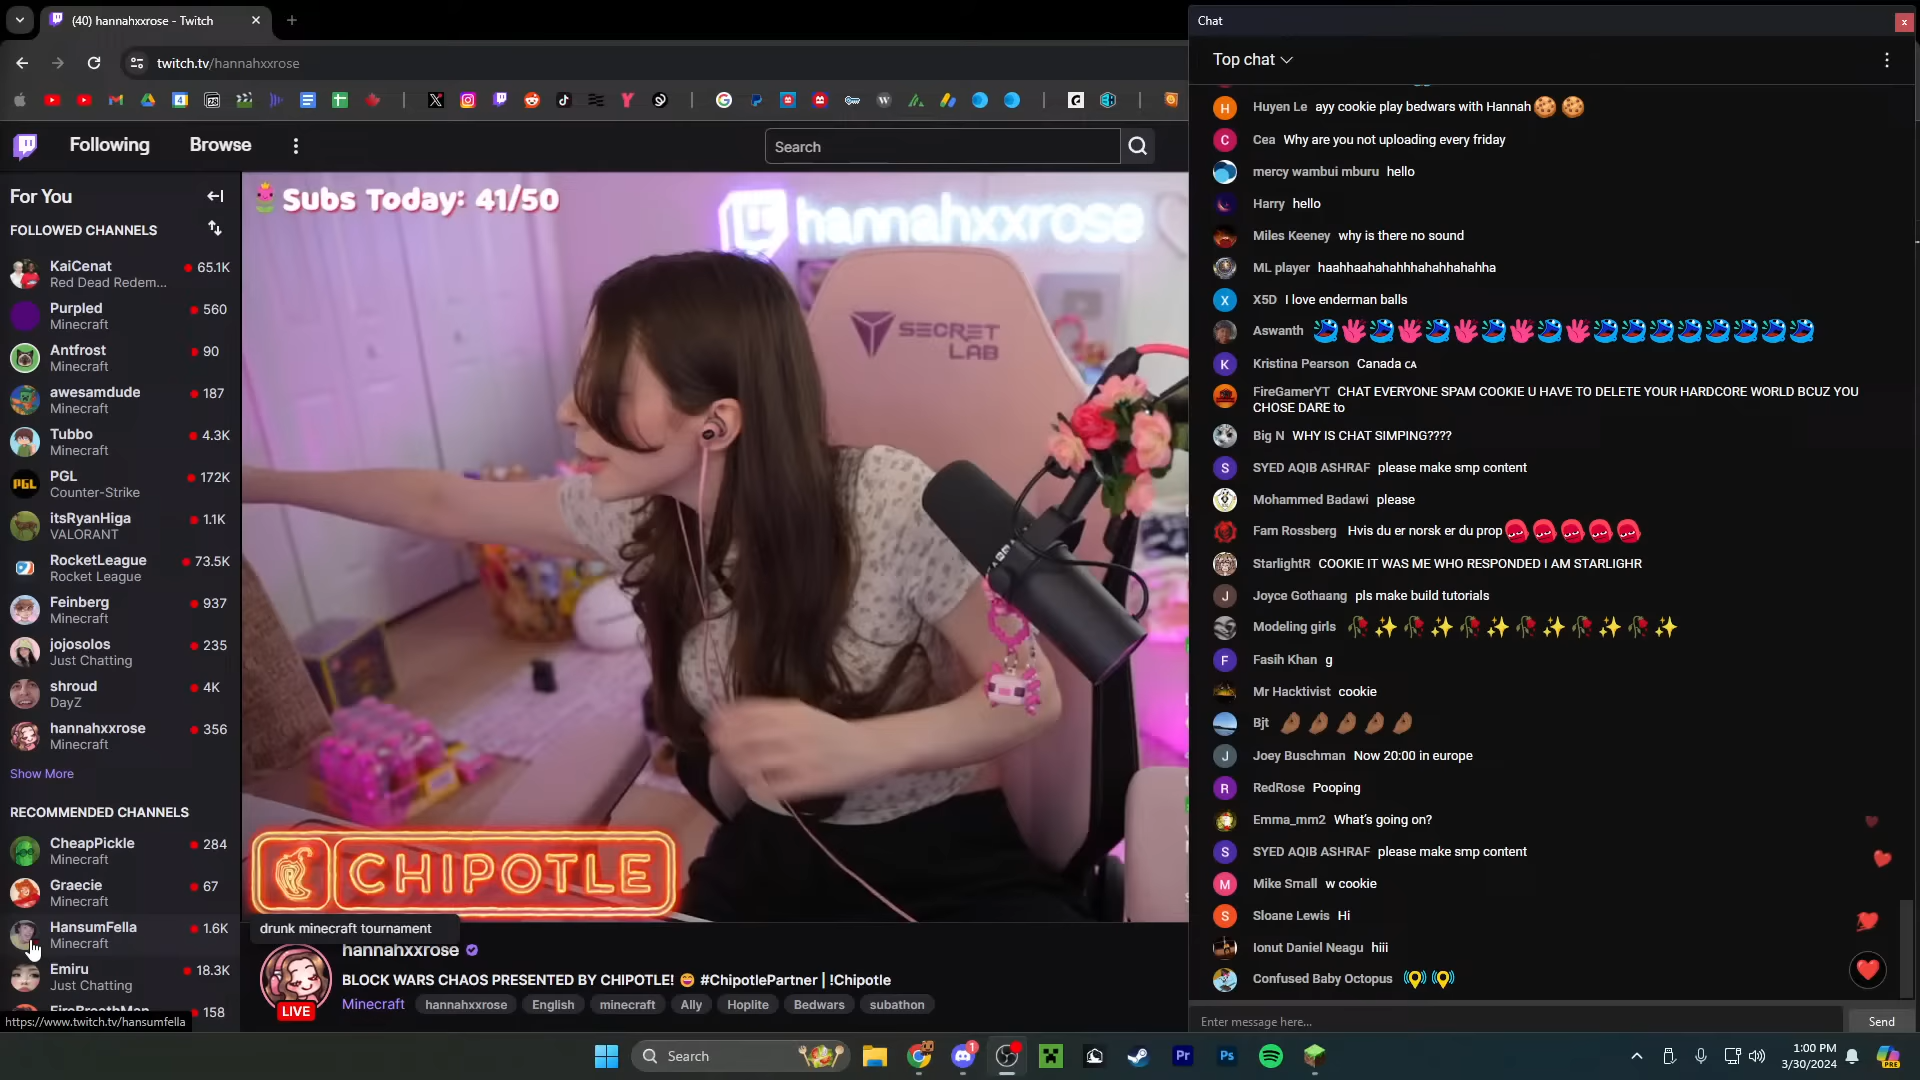 (40) hannahxxrose - Twitch
Chat
twitch.tv/hannahxxrose
Top chat
Following
Browse
Search
For You
FOLLOWED CHANNELS
KaiCenat
65.1K
Red Dead Redem...
Purpled
560
Minecraft
Antfrost
90
Minecraft
awesamdude
187
Minecraft
Tubbo
4.3K
Minecraft
PGL
172K
Counter-Strike
itsRyanHiga
1.1K
VALORANT
RocketLeague
73.5K
Rocket League
Feinberg
937
Minecraft
jojosolos
235
Just Chatting
shroud
4K
DayZ
hannahxxrose
356
Minecraft
Show More
RECOMMENDED CHANNELS
CheapPickle
284
Minecraft
Graecie
67
Minecraft
HansumFella
1.6K
Minecraft
Emiru
18.3K
Just Chatting
FireBreathMan
158
https://www.twitch.tv/hansumfella
Subs Today: 41/50
hannahxxrose
SECRET
LAB
CHIPOTLE
drunk minecraft tournament
hannahxxrose
LIVE
BLOCK WARS CHAOS PRESENTED BY CHIPOTLE! 😄 #ChipotlePartner | !Chipotle
Minecraft hannahxxrose English minecraft Ally Hoplite Bedwars subathon
Huyen Le ayy cookie play bedwars with Hannah🍪🍪
Cea Why are you not uploading every friday
mercy wambui mburu hello
Harry hello
Miles Keeney why is there no sound
ML player haahhaahahahhhahahhahahha
X5D I love enderman balls
Aswanth
Kristina Pearson Canada CA
FireGamerYT CHAT EVERYONE SPAM COOKIE U HAVE TO DELETE YOUR HARDCORE WORLD BCUZ YOU
CHOSE DARE to
Big N WHY IS CHAT SIMPING????
SYED AQIB ASHRAF please make smp content
Mohammed Badawi please
Fam Rossberg Hvis du er norsk er du prop
StarlightR COOKIE IT WAS ME WHO RESPONDED I AM STARLIGHR
Joyce Gothaang pls make build tutorials
Modeling girls 🥀✨🥀✨🥀✨🥀✨🥀✨🥀✨
Fasih Khan g
Mr Hacktivist cookie
Bjt 🤌🏾🤌🏾🤌🏾🤌🏾🤌🏾
Joey Buschman Now 20:00 in europe
RedRose Pooping
Emma_mm2 What's going on?
SYED AQIB ASHRAF please make smp content
Mike Small w cookie
Sloane Lewis Hi
Ionut Daniel Neagu hiii
Confused Baby Octopus
Enter message here...
Send
Search
1:00 PM
3/30/2024